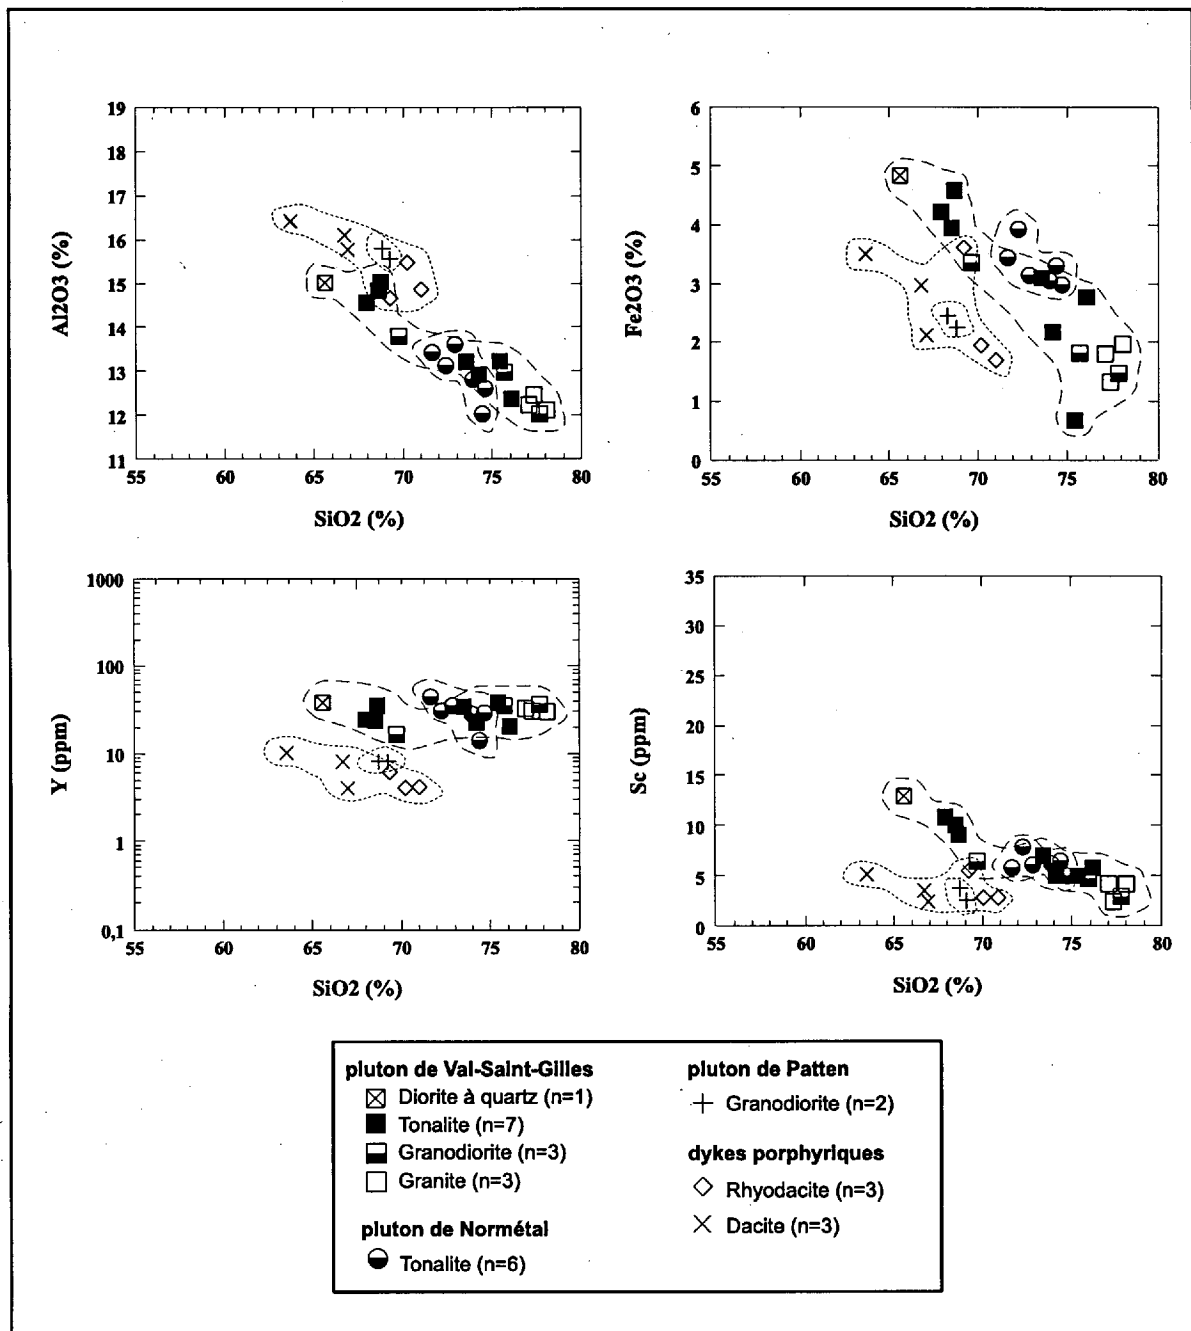 19
18
17
16
15
14
13
12
11
Al2O3 (%)
55
60
65
70
75
80
SiO2 (%)
6
5
4
3
2
1
0
Fe2O3 (%)
55
60
65
70
75
80
SiO2 (%)
1000
100
10
1
0,1
Y (ppm)
55
60
65
70
75
80
SiO2 (%)
35
30
25
20
15
10
5
0
Sc (ppm)
55
60
65
70
75
80
SiO2 (%)
pluton de Val-Saint-Gilles
Diorite à quartz (n=1)
Tonalite (n=7)
Granodiorite (n=3)
Granite (n=3)
pluton de Normétal
Tonalite (n=6)
pluton de Patten
Granodiorite (n=2)
dykes porphyriques
Rhyodacite (n=3)
Dacite (n=3)